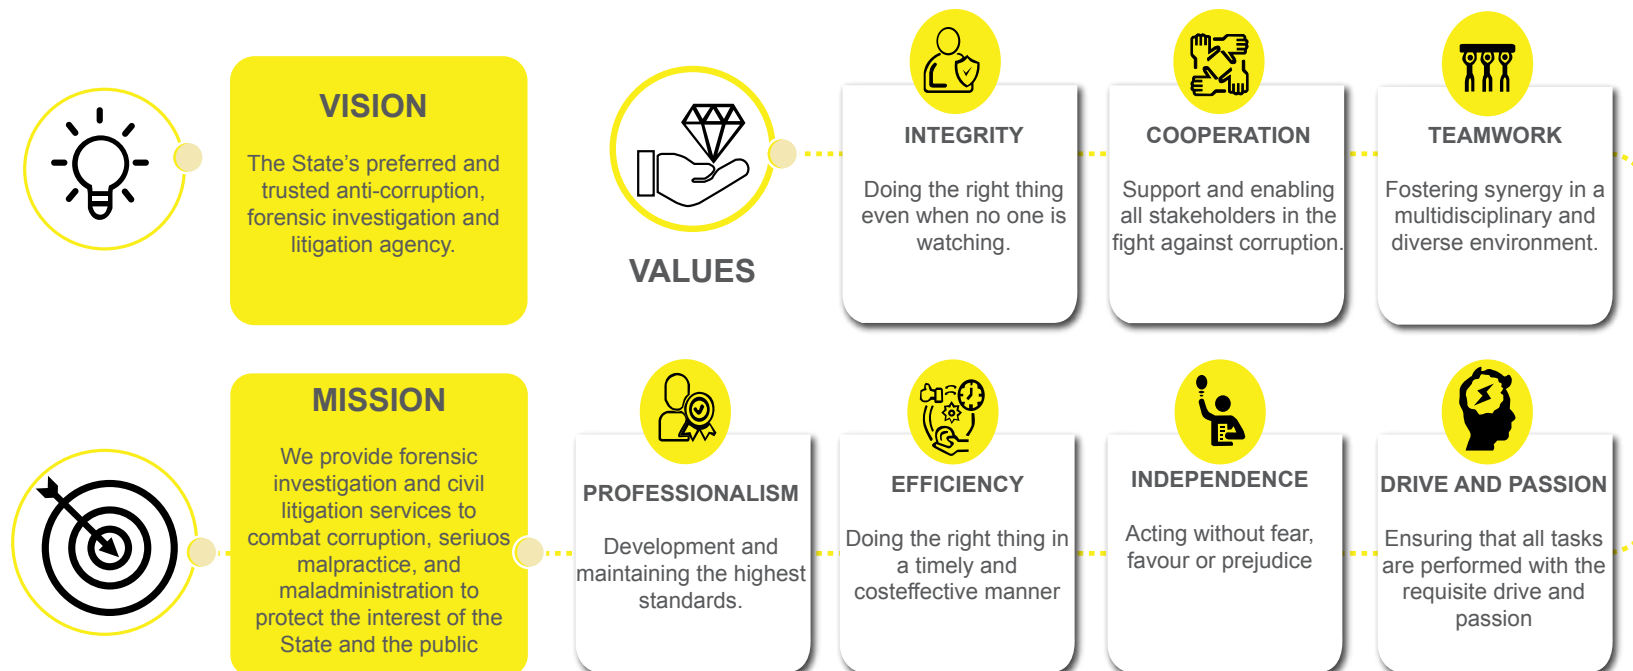 VISION
The State’s preferred and
trusted anti-corruption,
forensic investigation and
litigation agency.
VALUES
INTEGRITY
Doing the right thing
even when no one is
watching.
COOPERATION
Support and enabling
all stakeholders in the
fight against corruption.
TEAMWORK
Fostering synergy in a
multidisciplinary and
diverse environment.
MISSION
We provide forensic
investigation and civil
litigation services to
combat corruption, seriuos
malpractice, and
maladministration to
protect the interest of the
State and the public
PROFESSIONALISM
Development and
maintaining the highest
standards.
EFFICIENCY
Doing the right thing in
a timely and
costeffective manner
INDEPENDENCE
Acting without fear,
favour or prejudice
DRIVE AND PASSION
Ensuring that all tasks
are performed with the
requisite drive and
passion